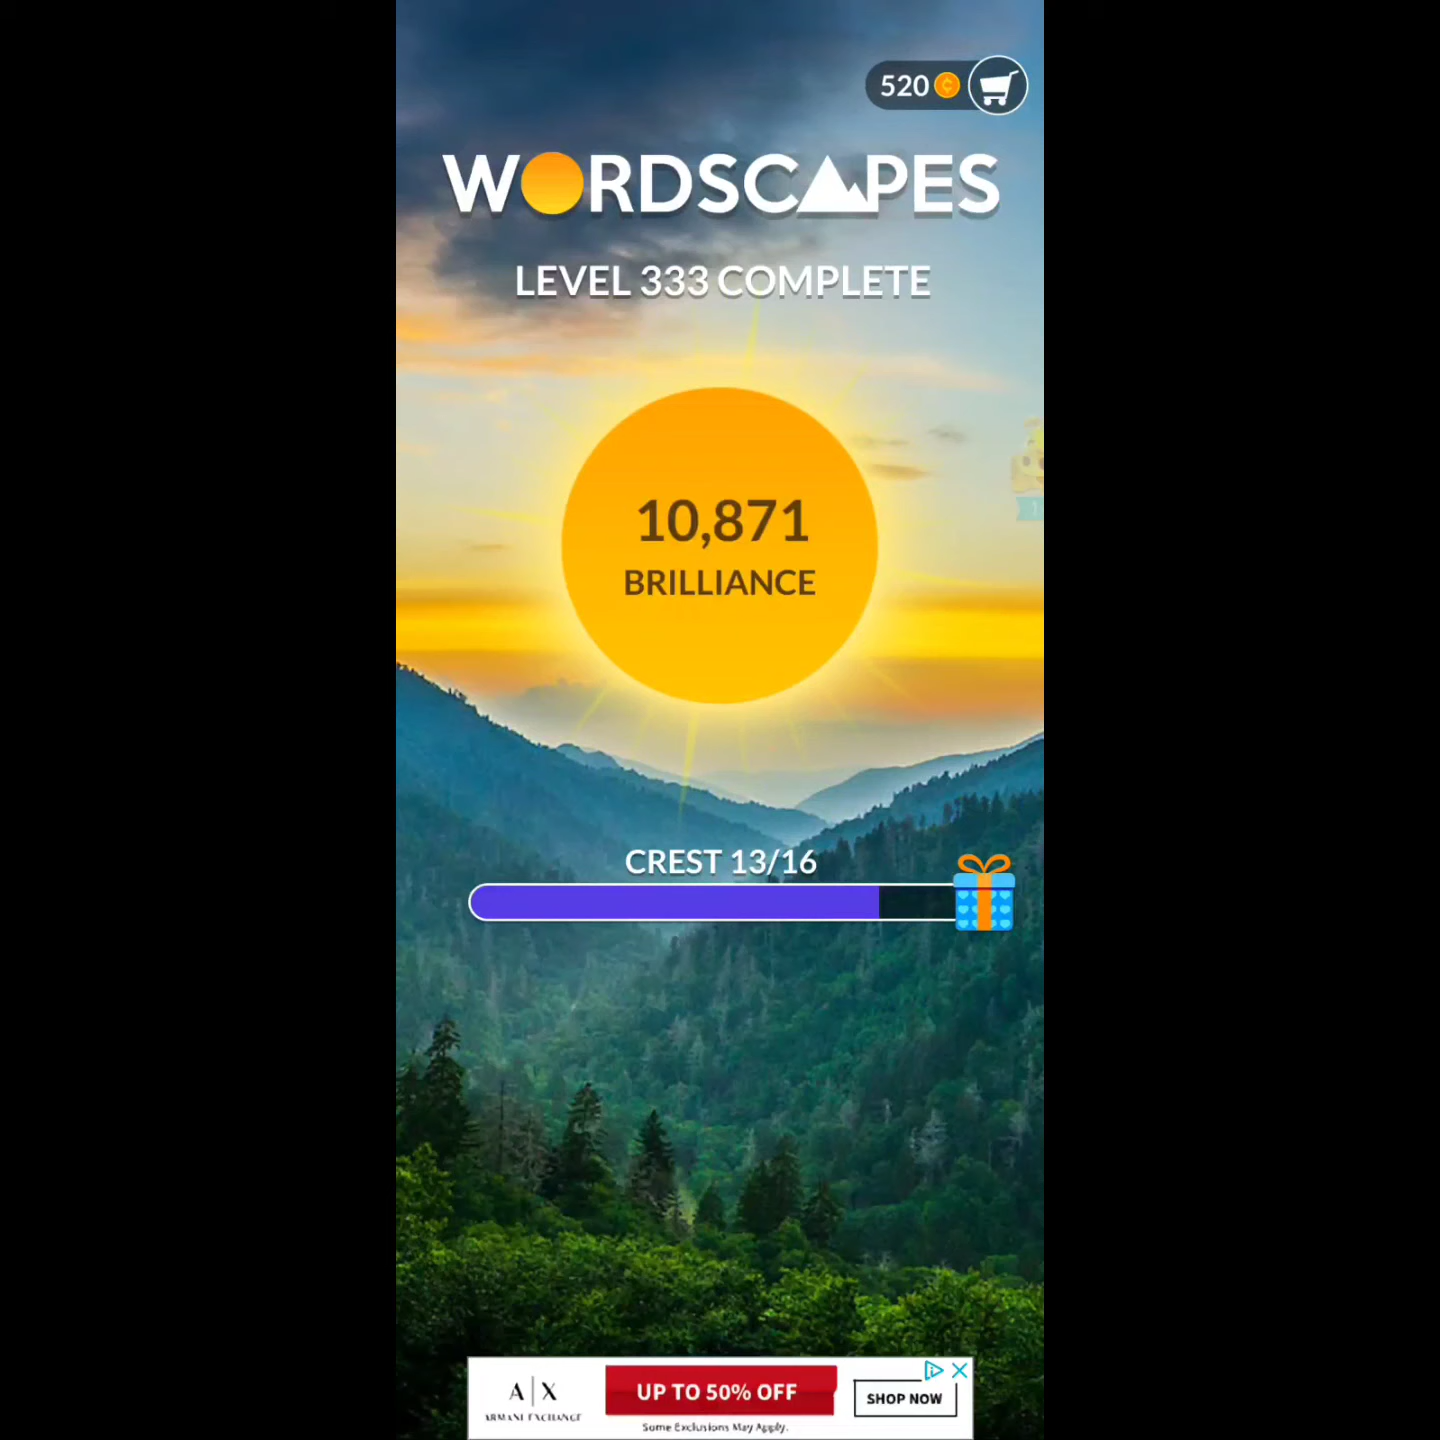 520
WORDSCAPES
LEVEL 333 COMPLETE
10,871
BRILLIANCE
CREST 13/16
A|X
ARMANI EXCHANGE
UP TO 50% OFF
Some Exclusions May Apply.
SHOP NOW